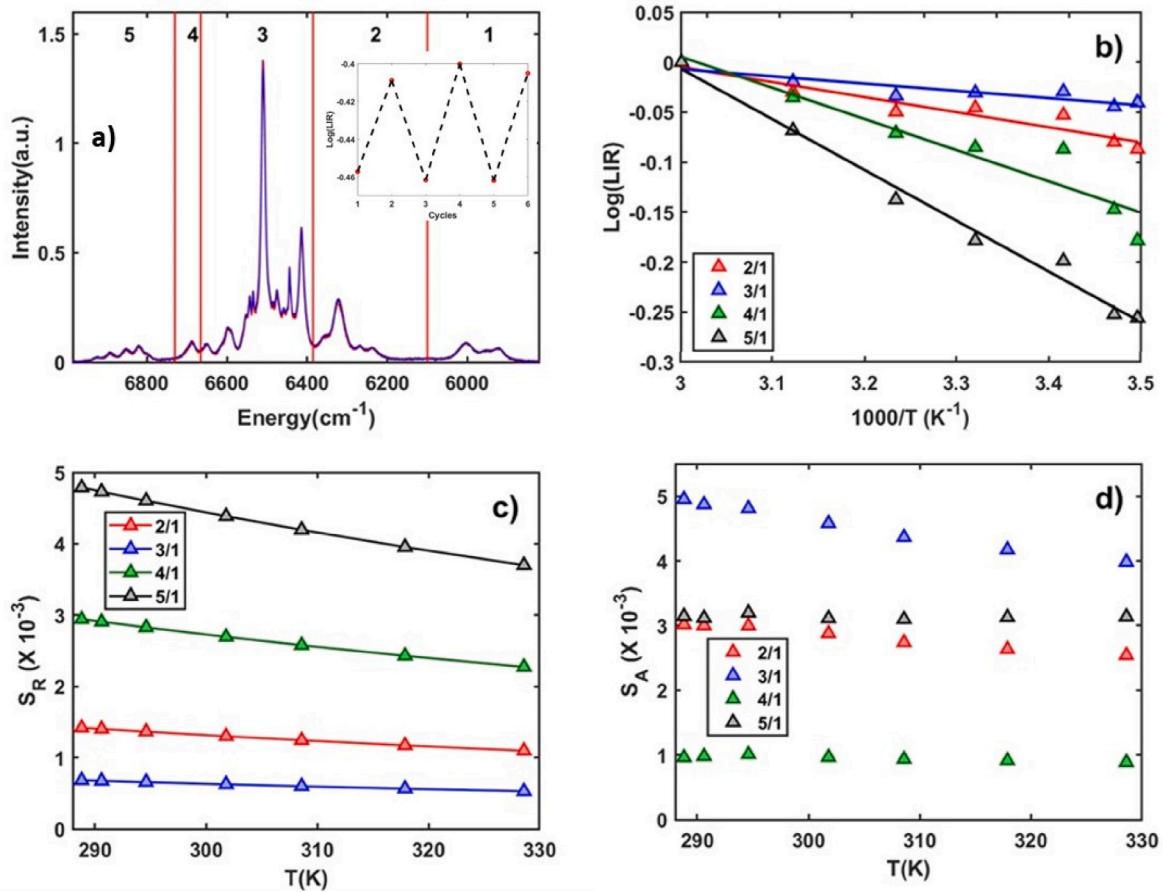 a)
5 4 3 2 1
1.5
1
0.5
0
Intensity(a.u.)
6800 6600 6400 6200 6000
Energy(cm-1)
-0.4
-0.42
-0.44
-0.46
Log(LIR)
1 2 3 4 5 6
Cycles
b)
0.05
0
-0.05
-0.1
-0.15
-0.2
-0.25
-0.3
Log(LIR)
2/1
3/1
4/1
5/1
3 3.1 3.2 3.3 3.4 3.5
1000/T (K-1)
c)
5
4
3
2
1
0
SR (X 10-3)
2/1
3/1
4/1
5/1
290 300 310 320 330
T(K)
d)
5
4
3
2
1
0
SA (X 10-3)
2/1
3/1
4/1
5/1
290 300 310 320 330
T(K)